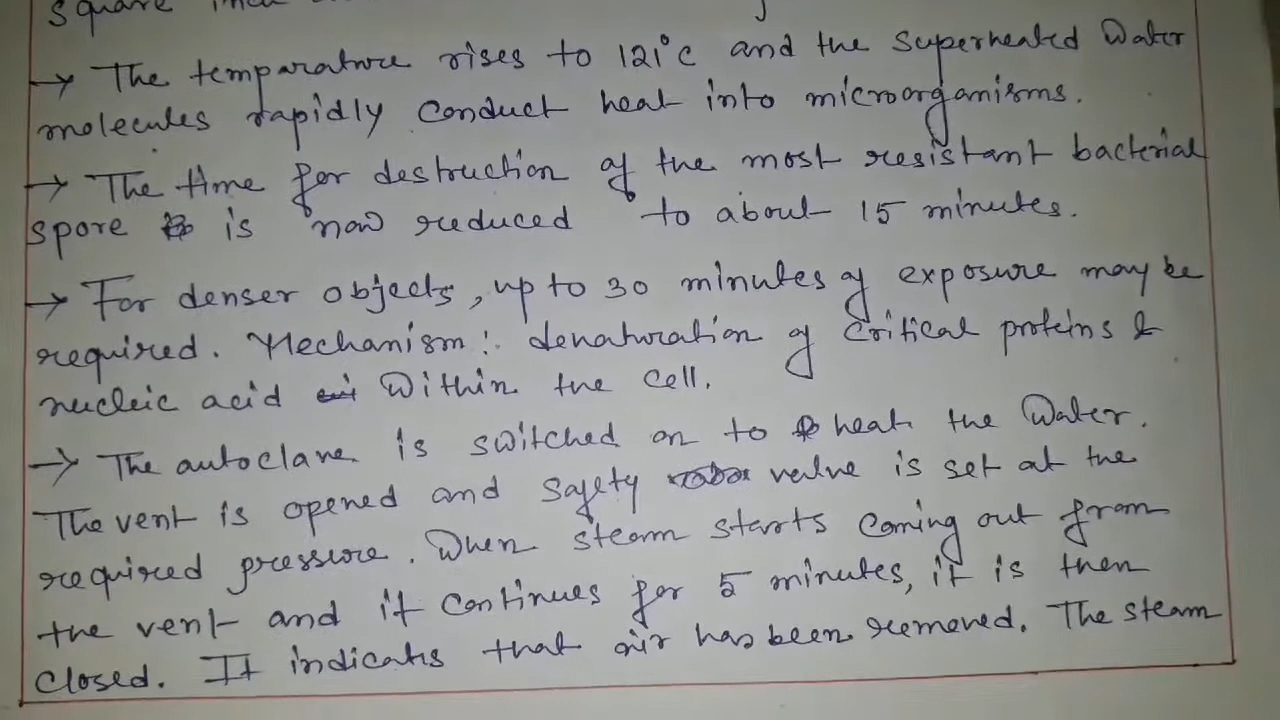 square inch
→ The temparature rises to 121°c and the superheated water
molecules rapidly conduct heat into microorganisms.
→ The time for destruction of the most resistant bacterial
spore is now reduced to about 15 minutes.
→ For denser objects, up to 30 minutes of exposure may be
required. Mechanism: denaturation of critical proteins &
nucleic acid within the cell.
→ The autoclave is switched on to heat the water.
The vent is opened and safety valve is set at the
required pressure. When steam starts coming out from
the vent and it continues for 5 minutes, it is then
closed. It indicates that air has been removed. The steam